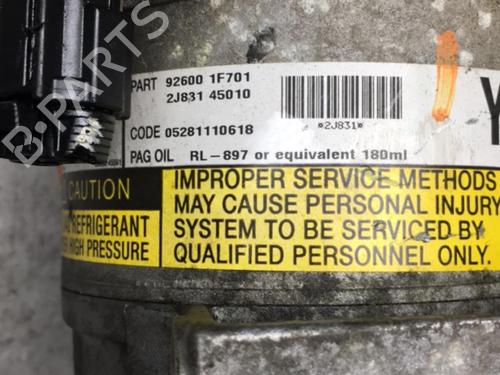 PART 92600 1F701
2J831 45010
*2J831*
CODE 05281110618
PAG OIL RL-897 or equivalent 180ml
CAUTION
REFRIGERANT
HIGH PRESSURE
IMPROPER SERVICE METHODS
MAY CAUSE PERSONAL INJURY
SYSTEM TO BE SERVICED BY
QUALIFIED PERSONNEL ONLY.
B-PARTS